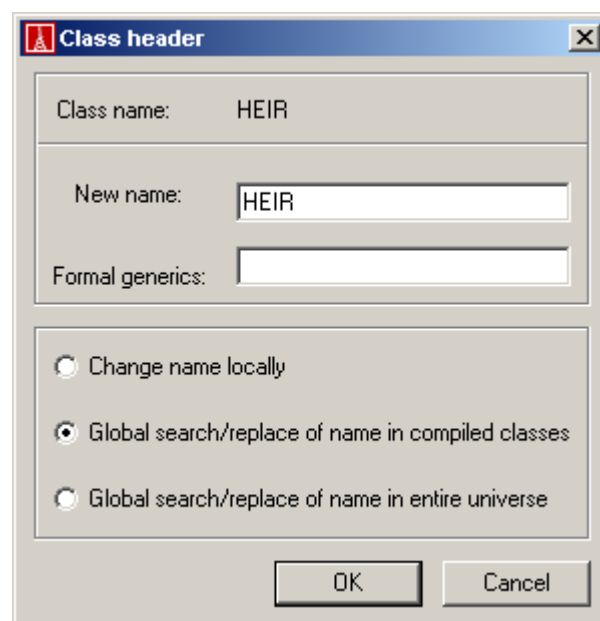 Class header
Class name: HEIR
New name: HEIR
Formal generics:
Change name locally
Global search/replace of name in compiled classes
Global search/replace of name in entire universe
OK Cancel